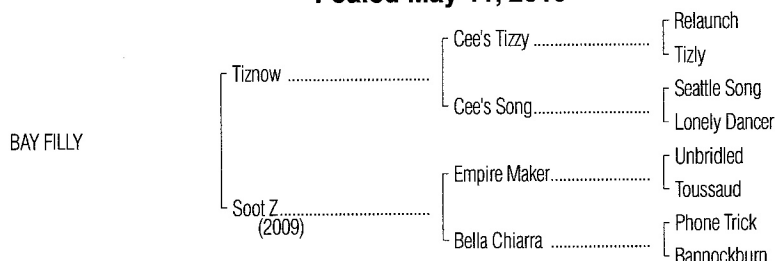 Foaled May 11,
Relaunch
Cee's Tizzy
Tizly
Tiznow
Seattle Song
Cee's Song
Lonely Dancer
BAY FILLY
Unbridled
Empire Maker
Toussaud
Soot Z
(2009)
Phone Trick
Bella Chiarra
Bannockburn